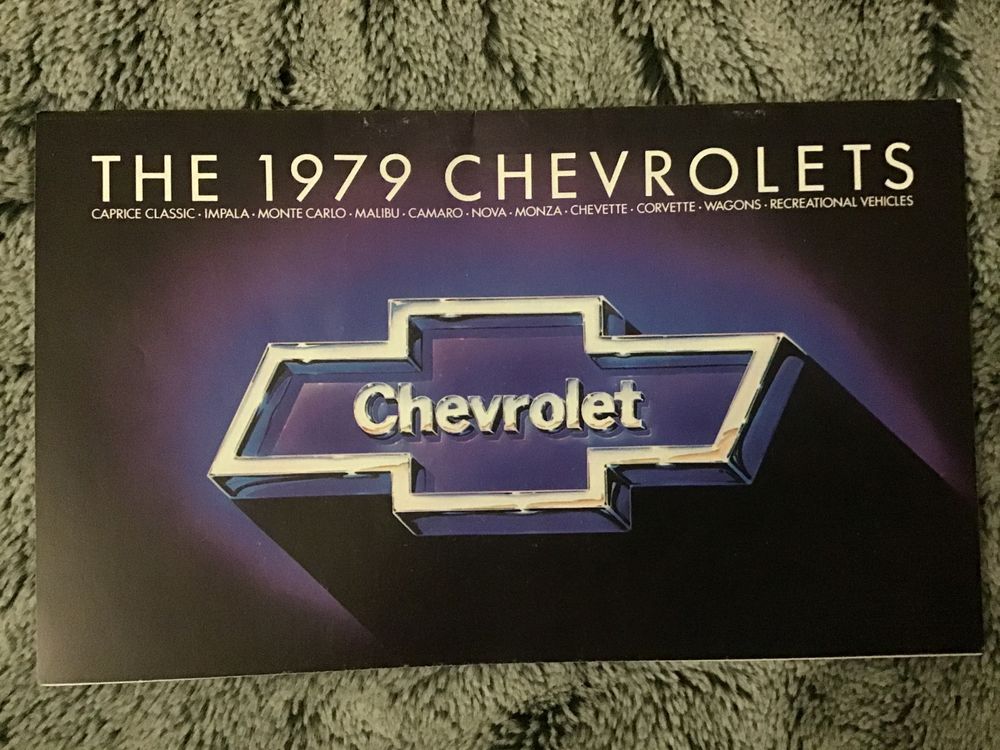 THE 1979 CHEVROLETS
CAPRICE CLASSIC · IMPALA · MONTE CARLO · MALIBU · CAMARO · NOVA · MONZA · CHEVETTE · CORVETTE · WAGONS · RECREATIONAL VEHICLES
Chevrolet